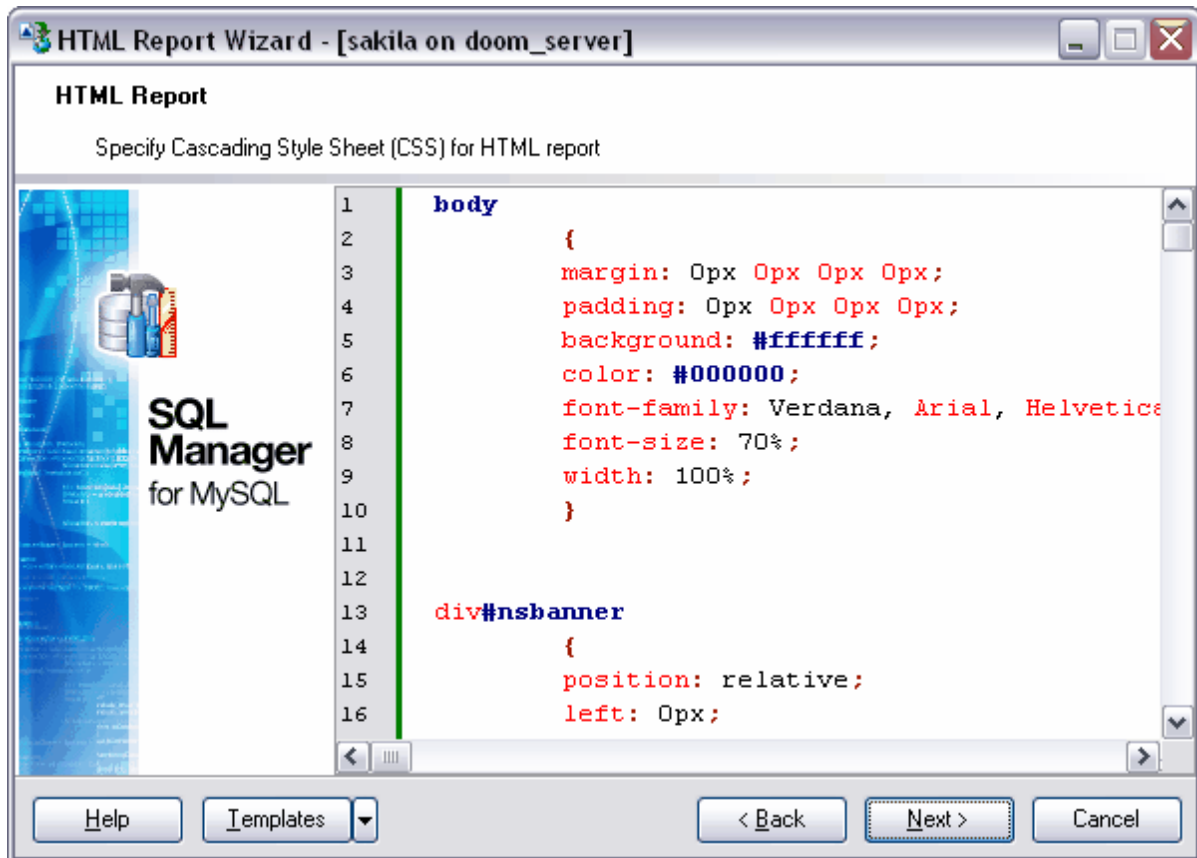 HTML Report Wizard - [sakila on doom_server]
HTML Report
Specify Cascading Style Sheet (CSS) for HTML report
SQL
Manager
for MySQL
1 body
2 {
3 margin: 0px 0px 0px 0px;
4 padding: 0px 0px 0px 0px;
5 background: #ffffff;
6 color: #000000;
7 font-family: Verdana, Arial, Helvetica
8 font-size: 70%;
9 width: 100%;
10 }
11
12
13 div#nsbanner
14 {
15 position: relative;
16 left: 0px;
Help Templates < Back Next > Cancel